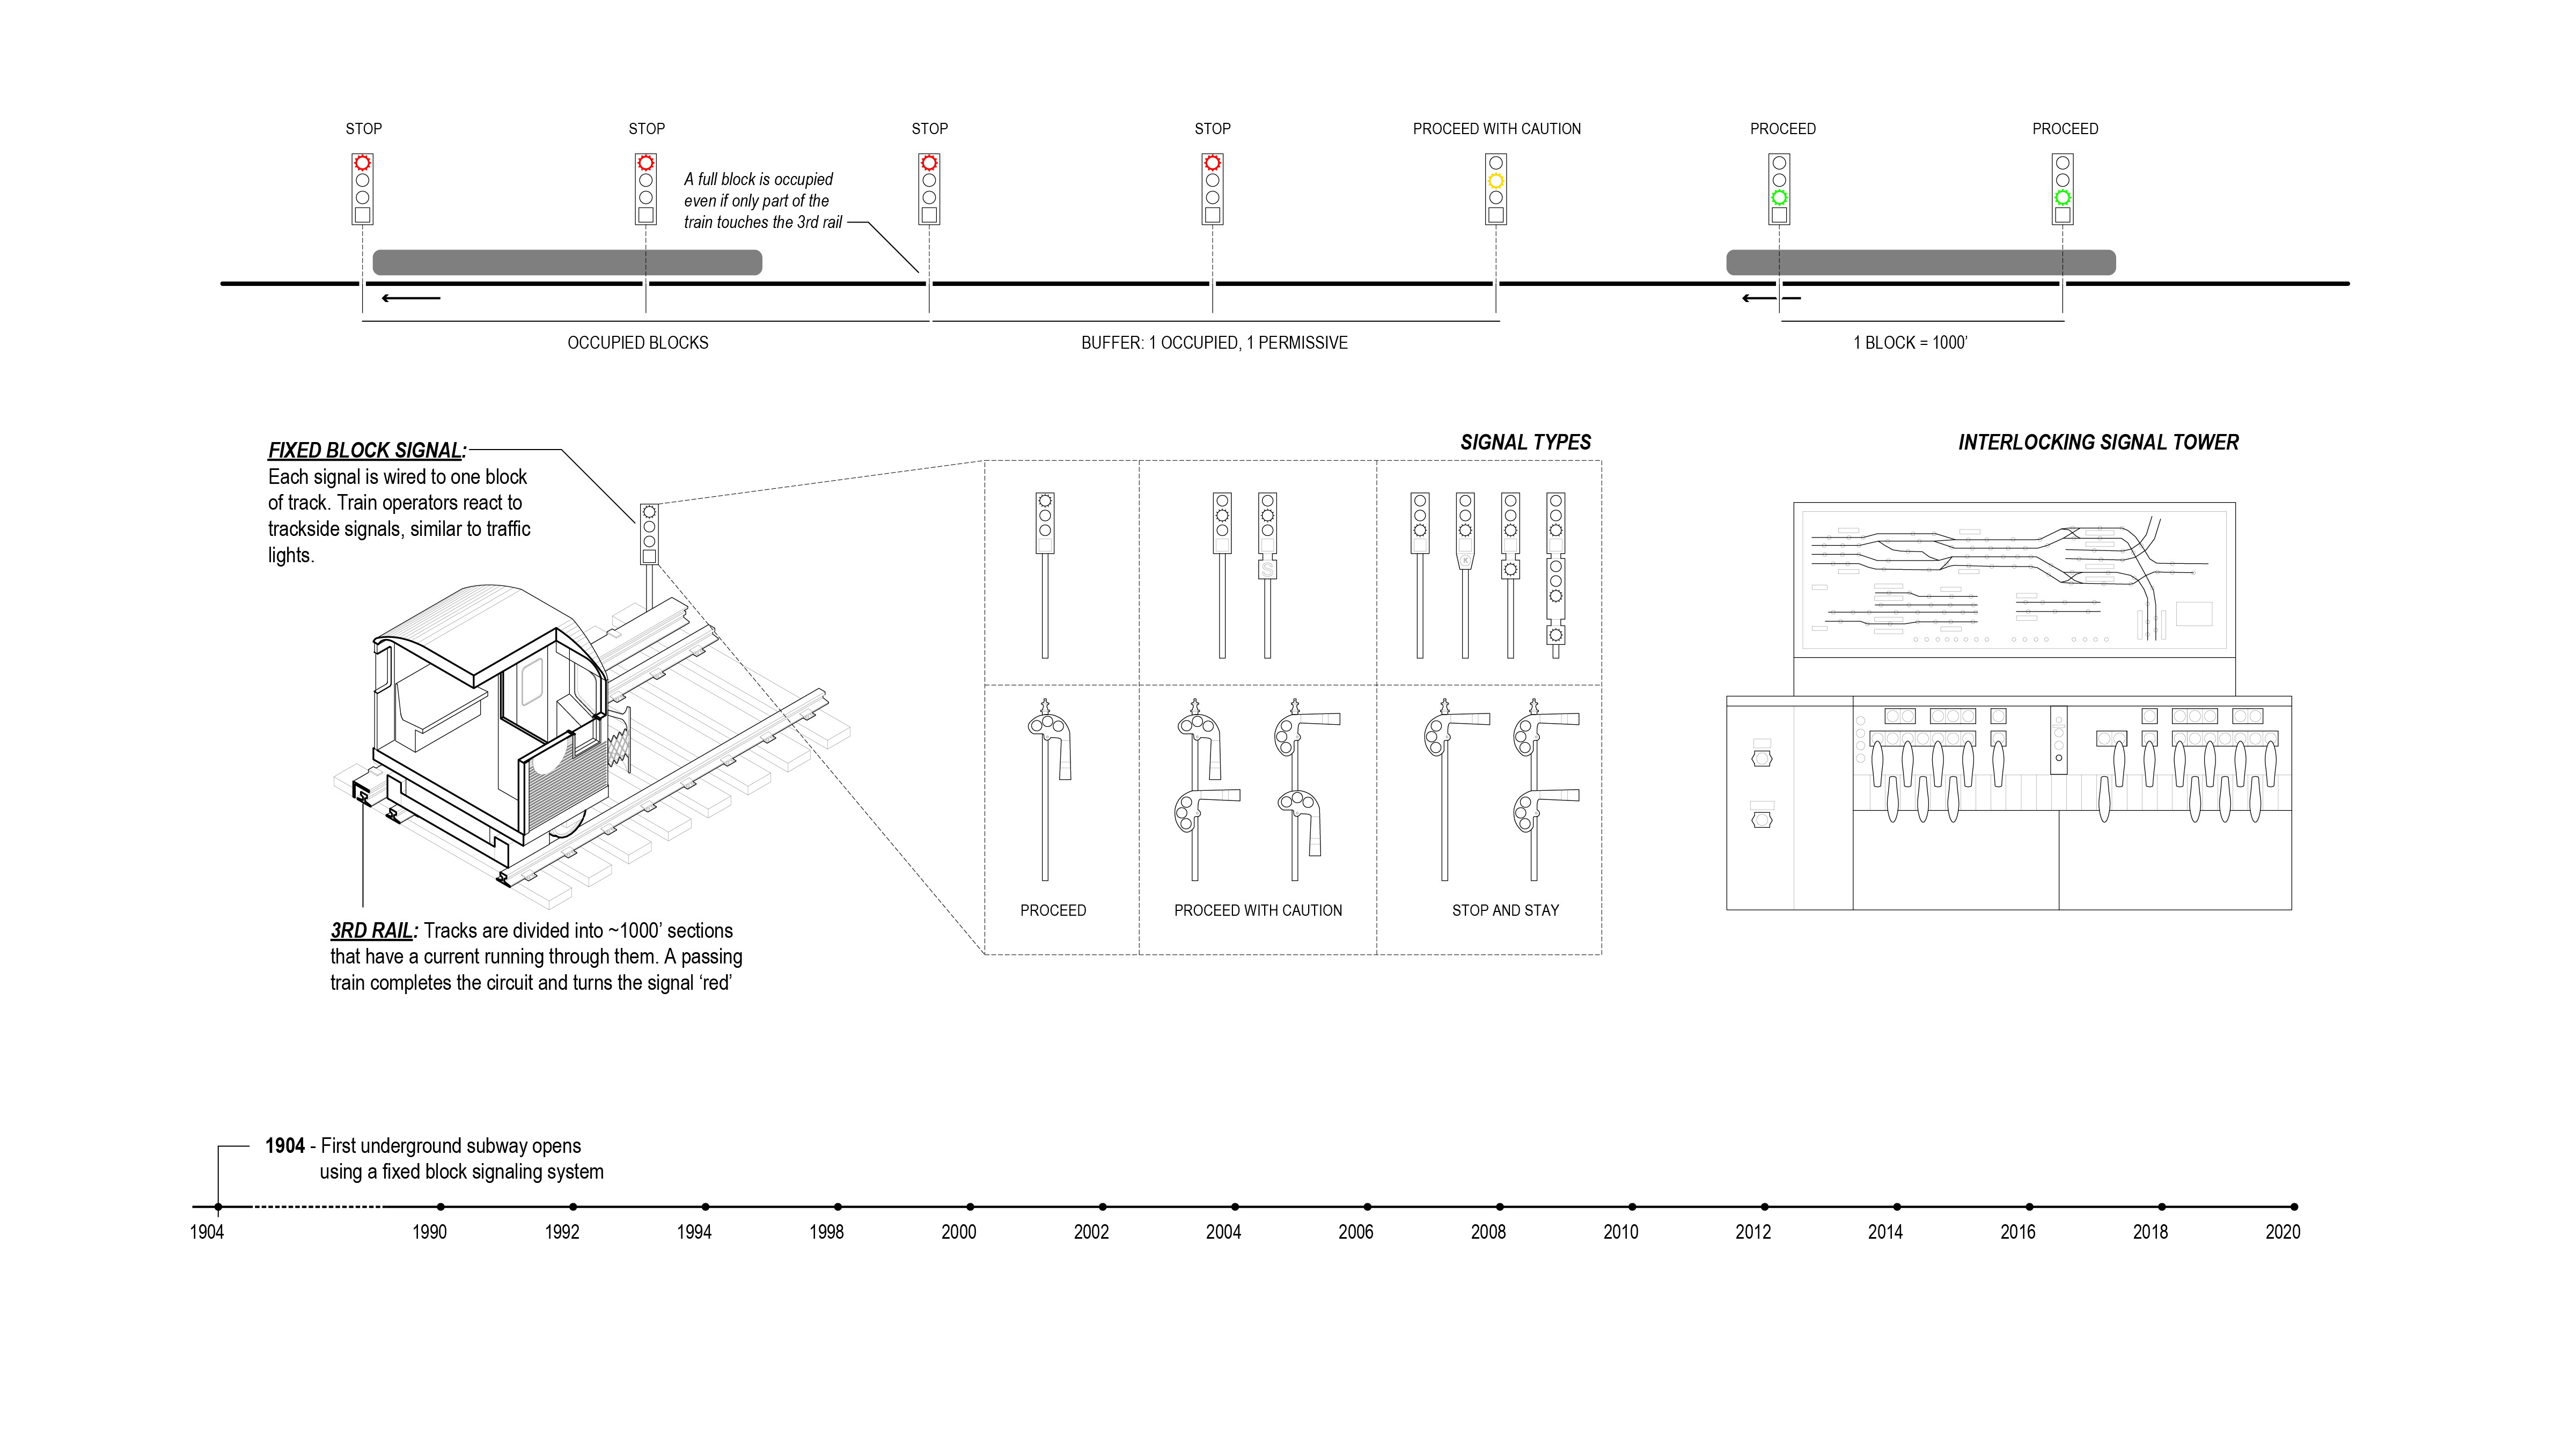 STOP
STOP
STOP
STOP
PROCEED WITH CAUTION
PROCEED
PROCEED
A full block is occupied
even if only part of the
train touches the 3rd rail
OCCUPIED BLOCKS
BUFFER: 1 OCCUPIED, 1 PERMISSIVE
1 BLOCK = 1000’
FIXED BLOCK SIGNAL:
Each signal is wired to one block
of track. Train operators react to
trackside signals, similar to traffic
lights.
3RD RAIL: Tracks are divided into ~1000’ sections
that have a current running through them. A passing
train completes the circuit and turns the signal ‘red’
SIGNAL TYPES
S
K
PROCEED
PROCEED WITH CAUTION
STOP AND STAY
INTERLOCKING SIGNAL TOWER
1904 - First underground subway opens
using a fixed block signaling system
1904
1990
1992
1994
1998
2000
2002
2004
2006
2008
2010
2012
2014
2016
2018
2020